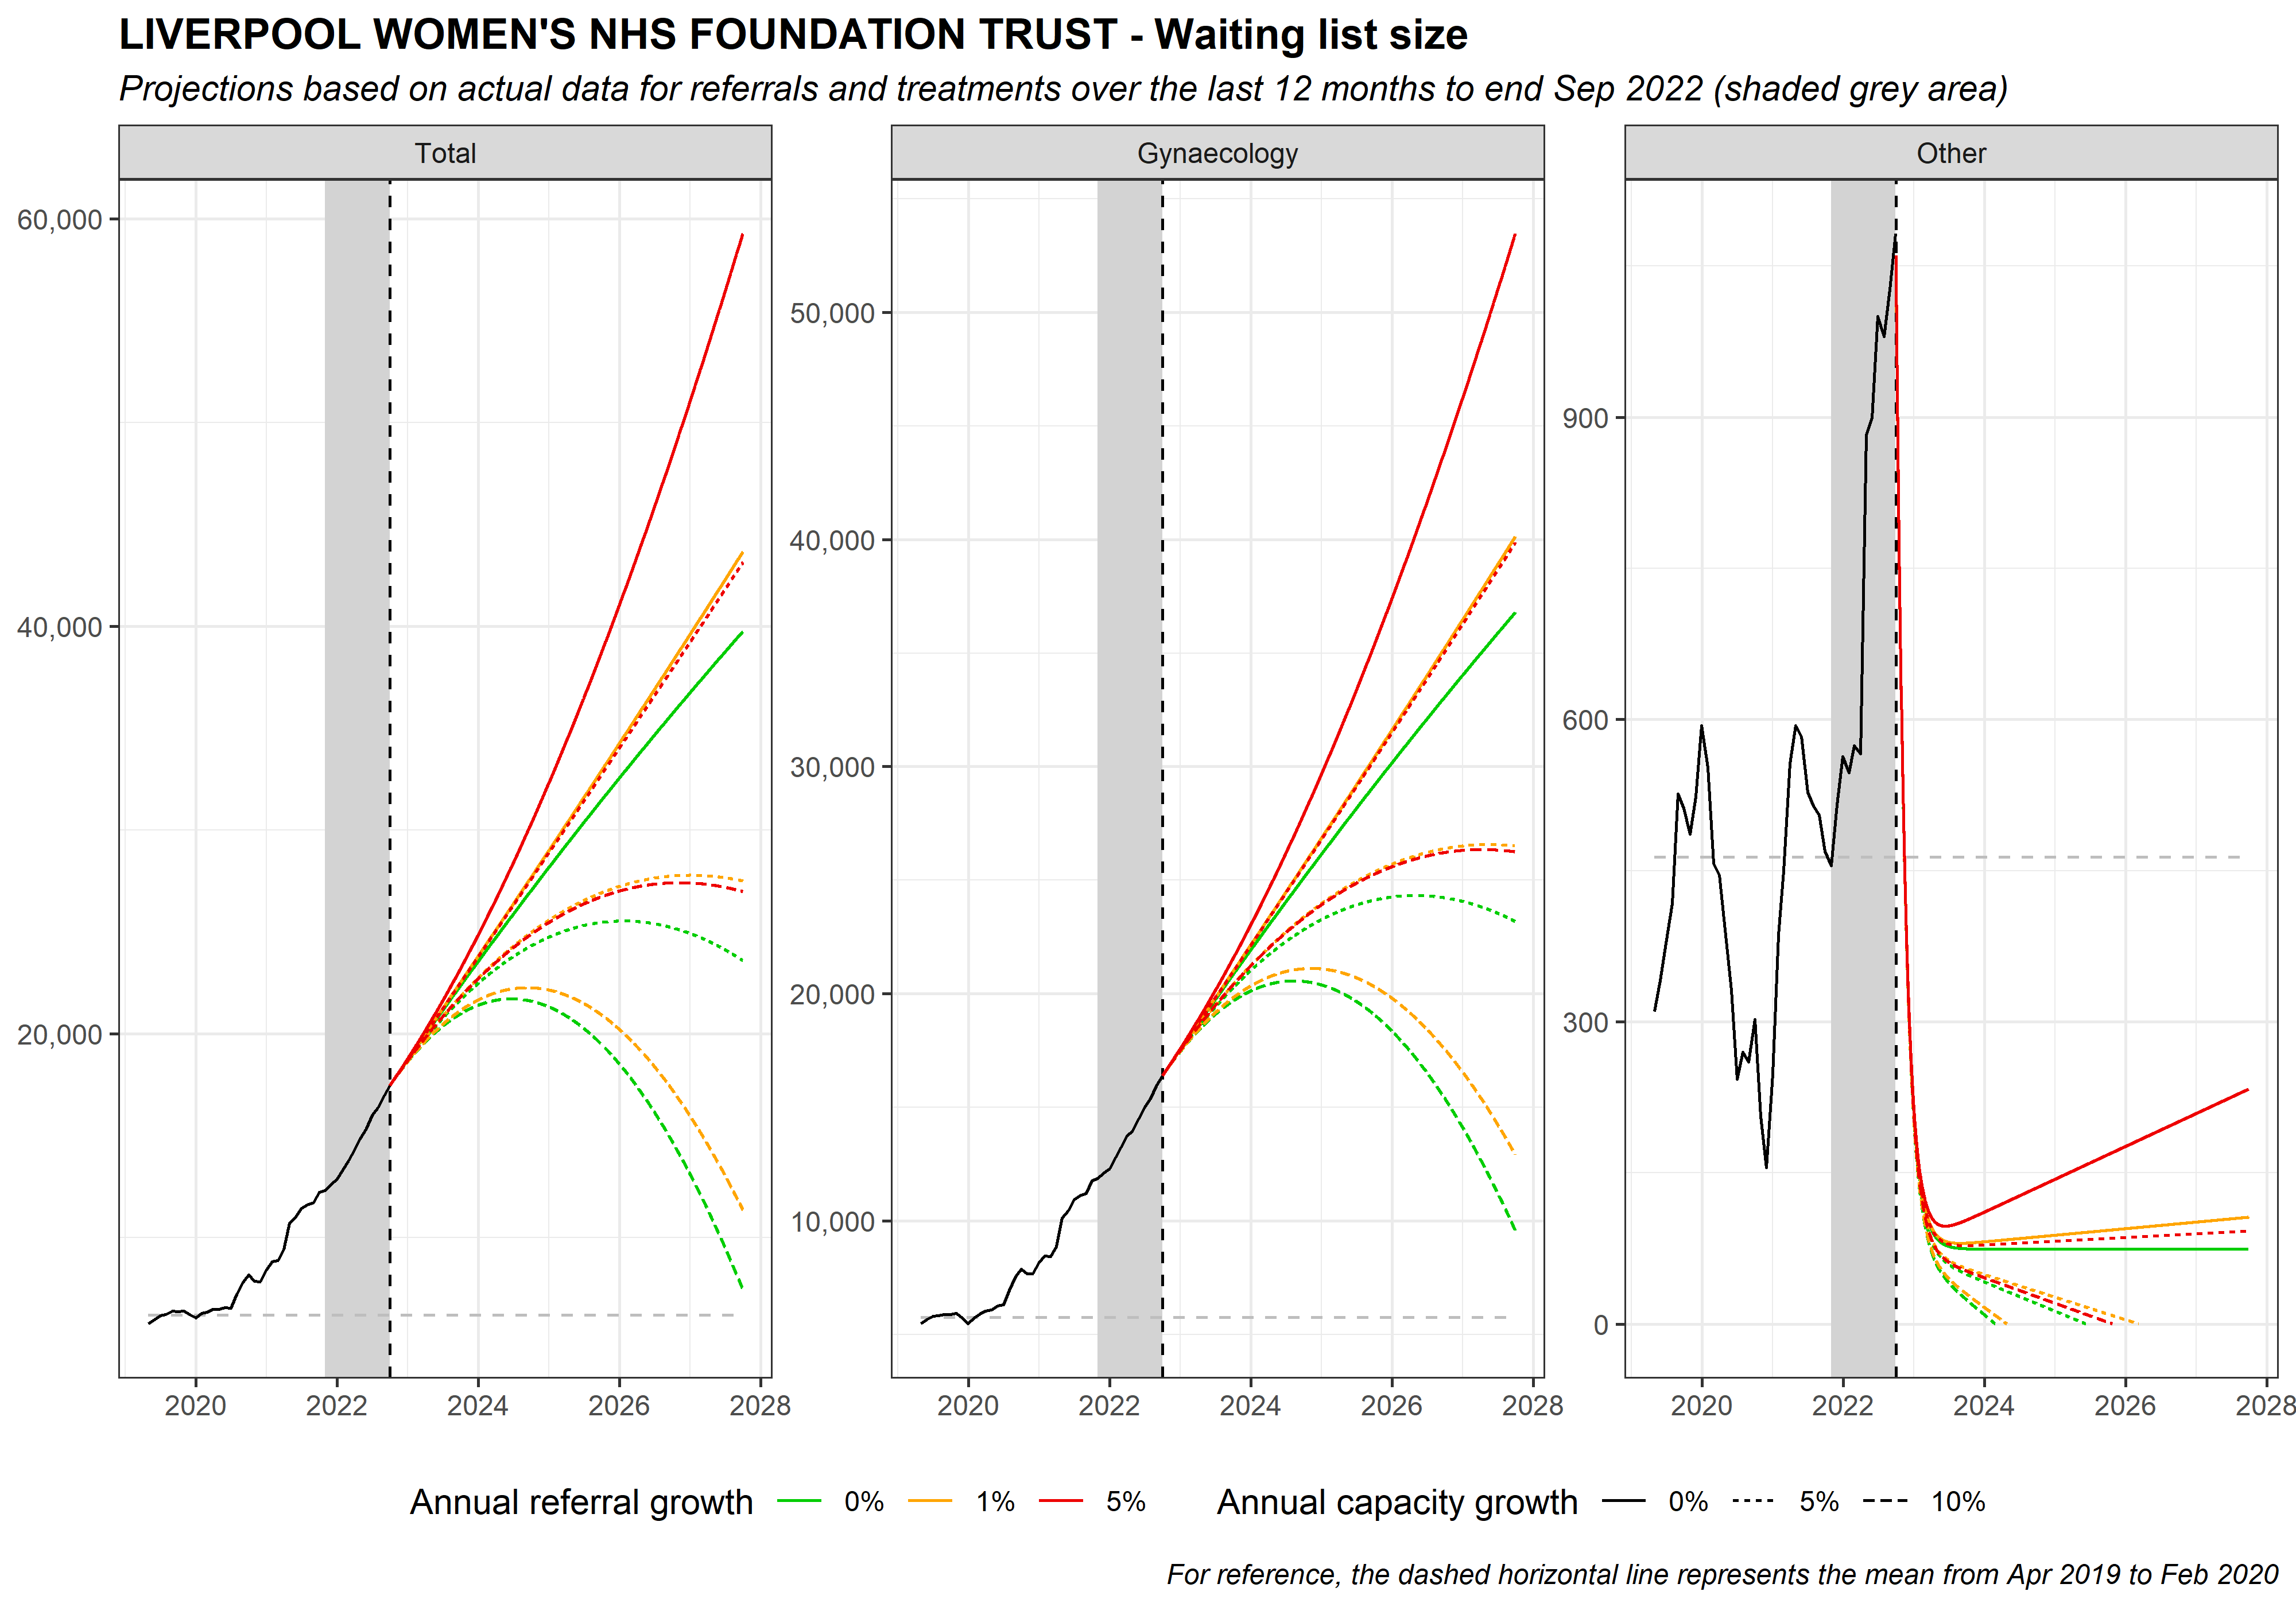 LIVERPOOL WOMEN'S NHS FOUNDATION TRUST - Waiting list size
Projections based on actual data for referrals and treatments over the last 12 months to end Sep 2022 (shaded grey area)
Total
60,000
40,000
20,000
2020 2022 2024 2026 2028
Gynaecology
50,000
40,000
30,000
20,000
10,000
2020 2022 2024 2026 2028
Other
900
600
300
0
2020 2022 2024 2026 2028
Annual referral growth 0% 1% 5% Annual capacity growth 0% 5% 10%
For reference, the dashed horizontal line represents the mean from Apr 2019 to Feb 2020